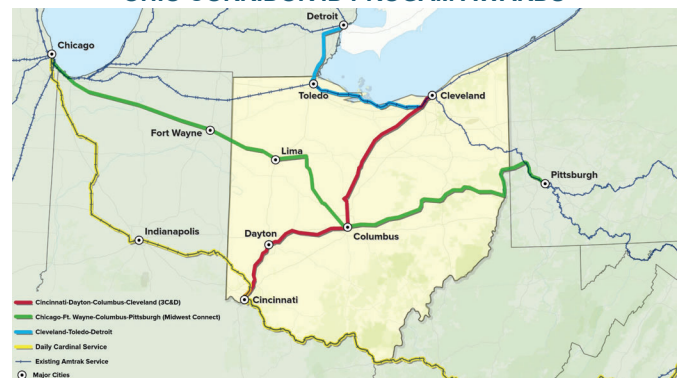 Detroit
Chicago
Toledo
Cleveland
Fort Wayne
Lima
Pittsburgh
Indianapolis
Dayton
Columbus
Cincinnati
Cincinnati-Dayton-Columbus-Cleveland (3C&D)
Chicago-Ft. Wayne-Columbus-Pittsburgh (Midwest Connect)
Cleveland-Toledo-Detroit
Daily Cardinal Service
Existing Amtrak Service
Major Cities